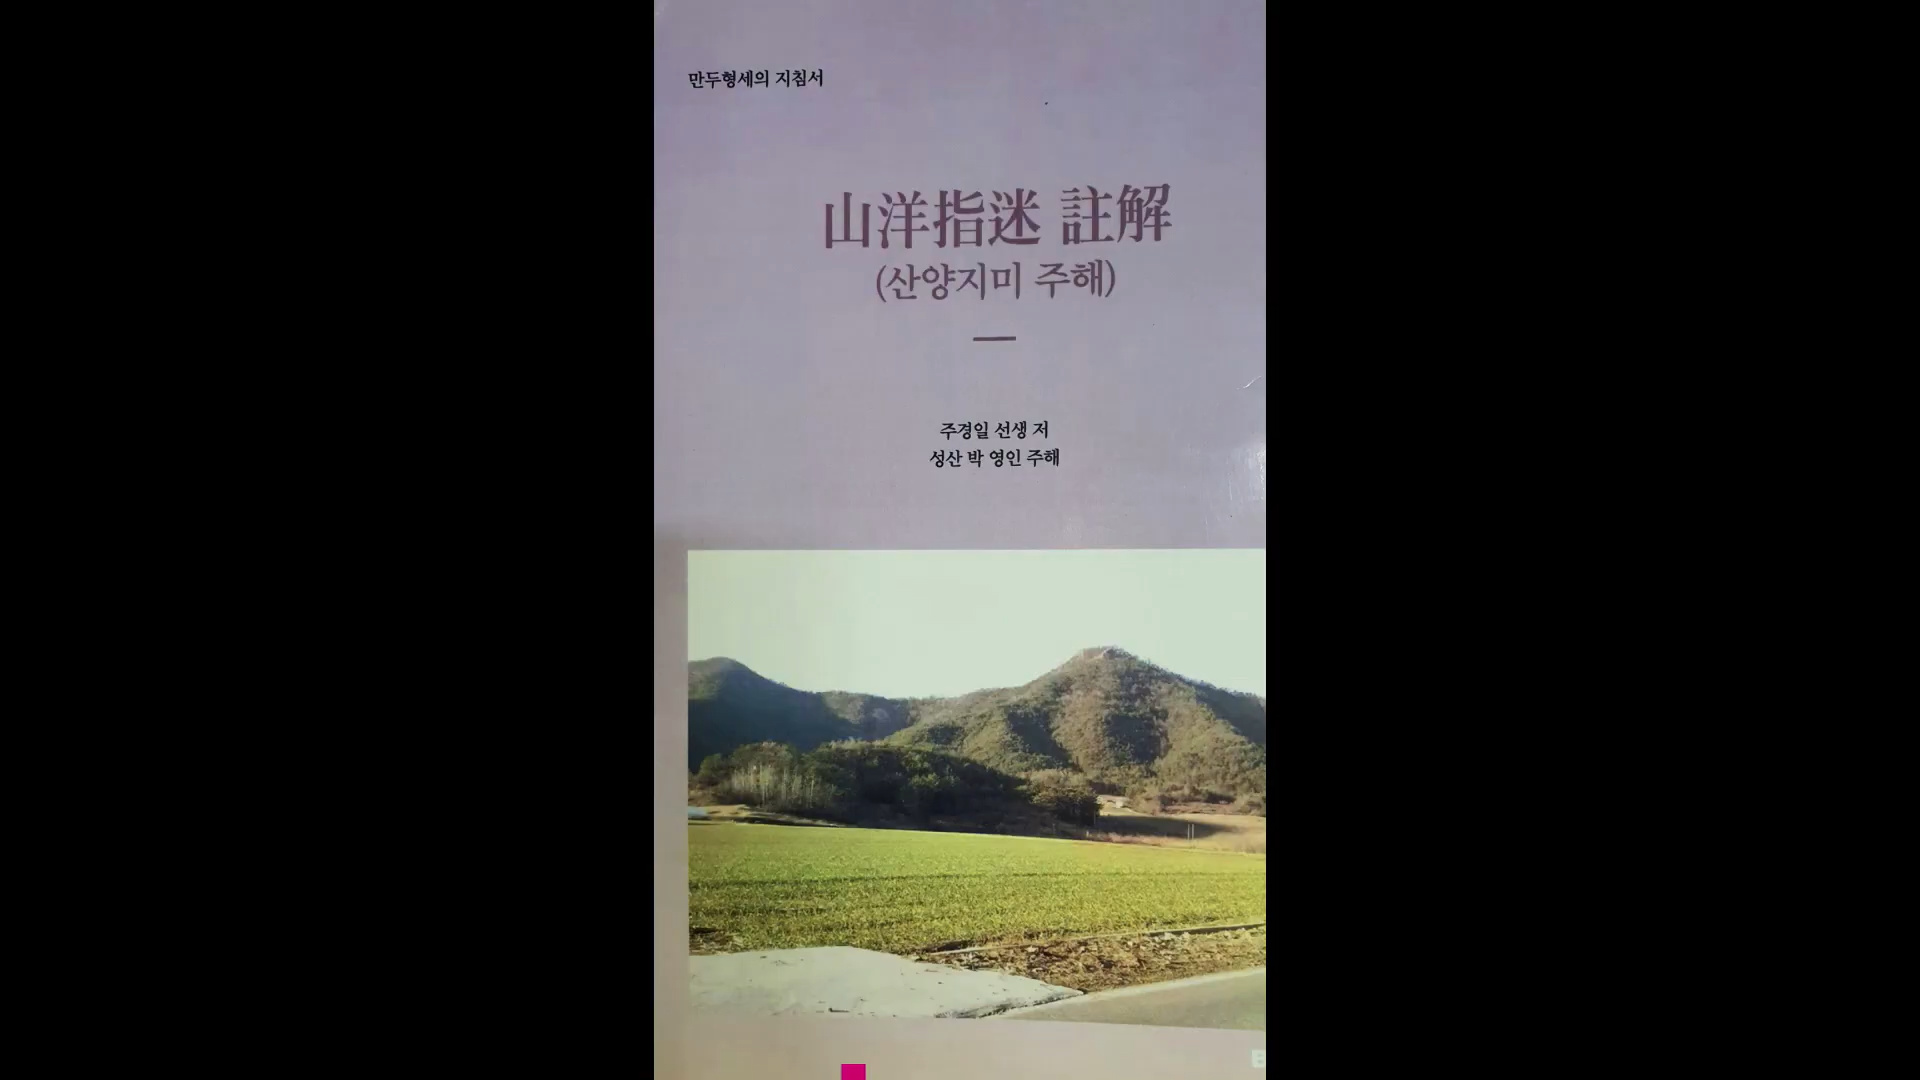 만두형세의 지침서
山洋指迷 註解
(산양지미 주해)
주경일 선생 저
성산 박 영인 주해